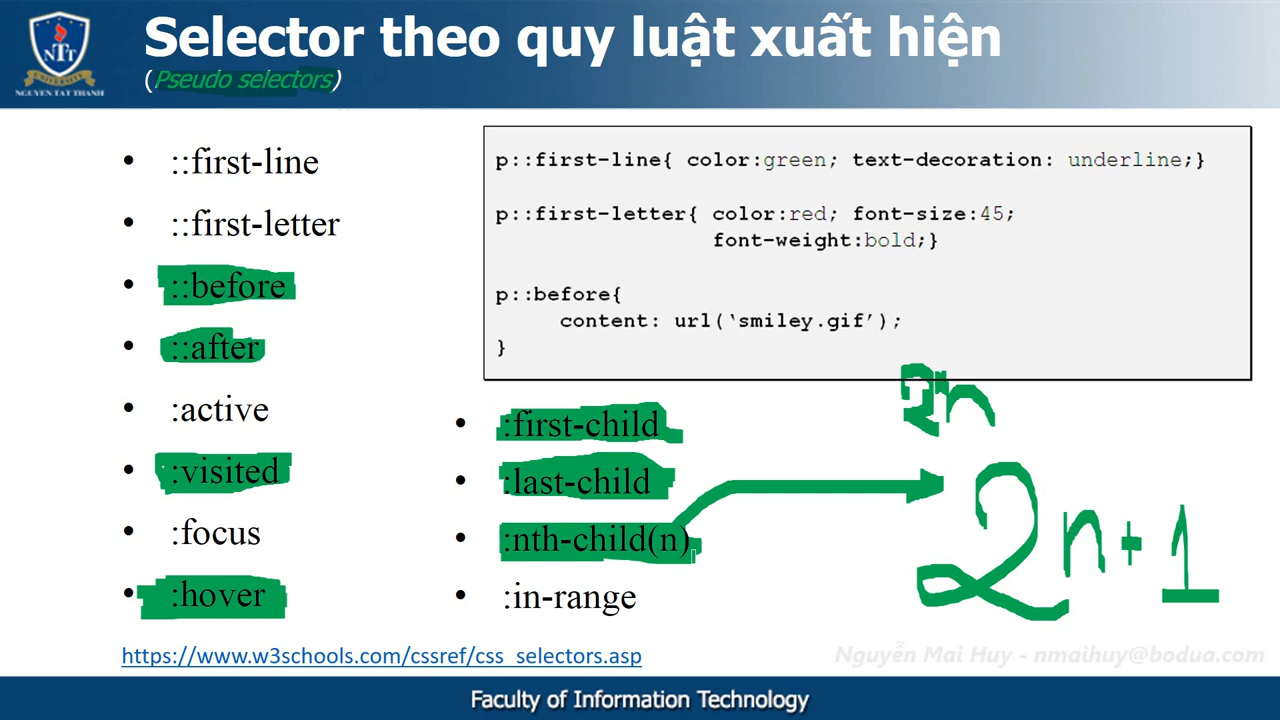 NTT
UNIVERSITY
NGUYEN TAT THANH
Selector theo quy luật xuất hiện
(Pseudo selectors)
• ::first-line
• ::first-letter
• ::before
• ::after
• :active
• :visited
• :focus
• :hover
p::first-line{ color:green; text-decoration: underline;}
p::first-letter{ color:red; font-size:45;
font-weight:bold;}
p::before{
content: url(‘smiley.gif’);
}
• :first-child
• :last-child
• :nth-child(n)
• :in-range
2n
2n+1
https://www.w3schools.com/cssref/css_selectors.asp
Nguyễn Mai Huy - nmaihuy@bodua.com
Faculty of Information Technology